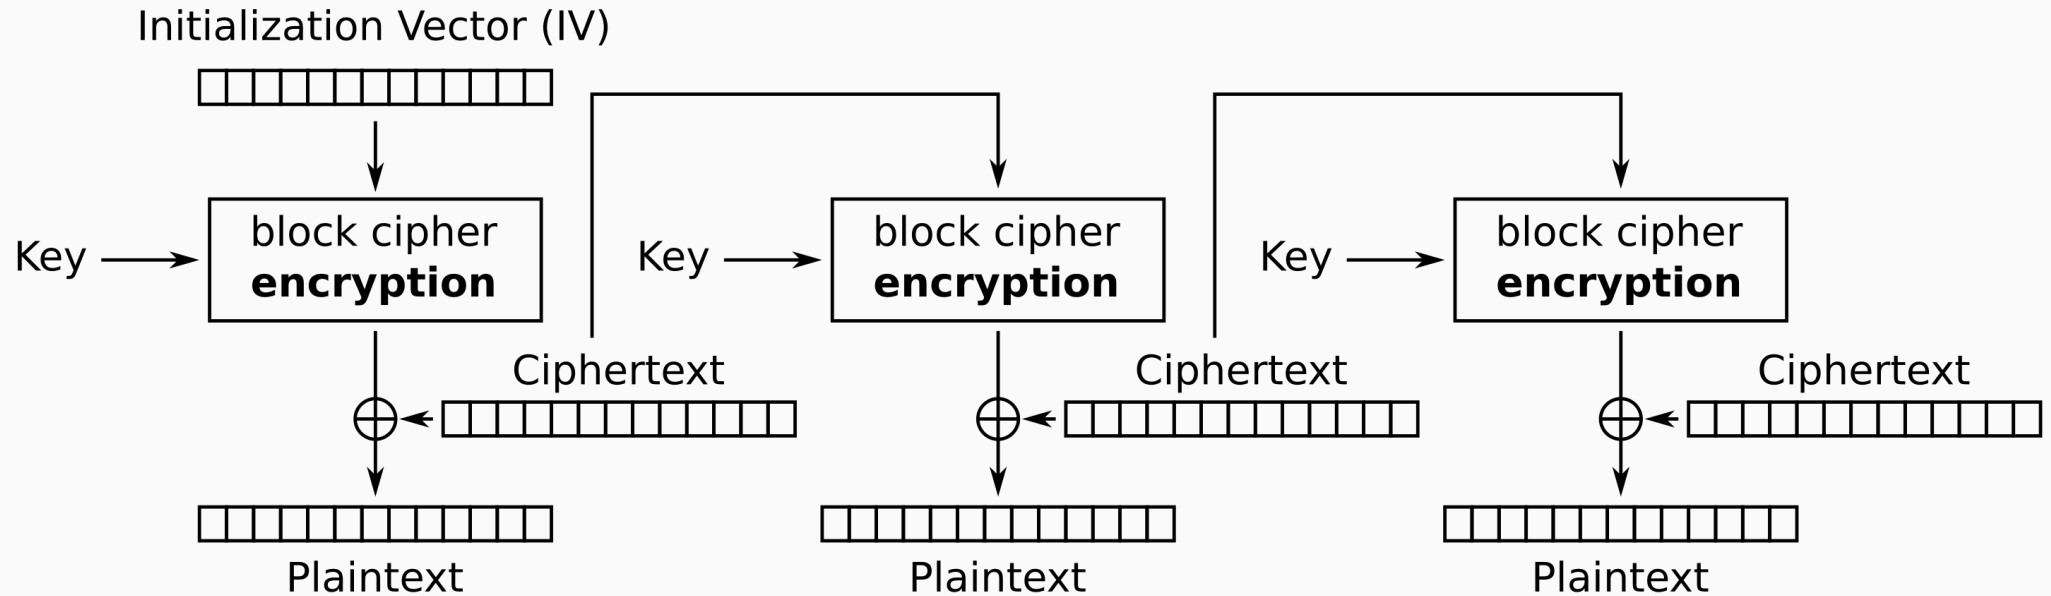 Initialization Vector (IV)
Key
block cipher
encryption
Ciphertext
Plaintext
Key
block cipher
encryption
Ciphertext
Plaintext
Key
block cipher
encryption
Ciphertext
Plaintext